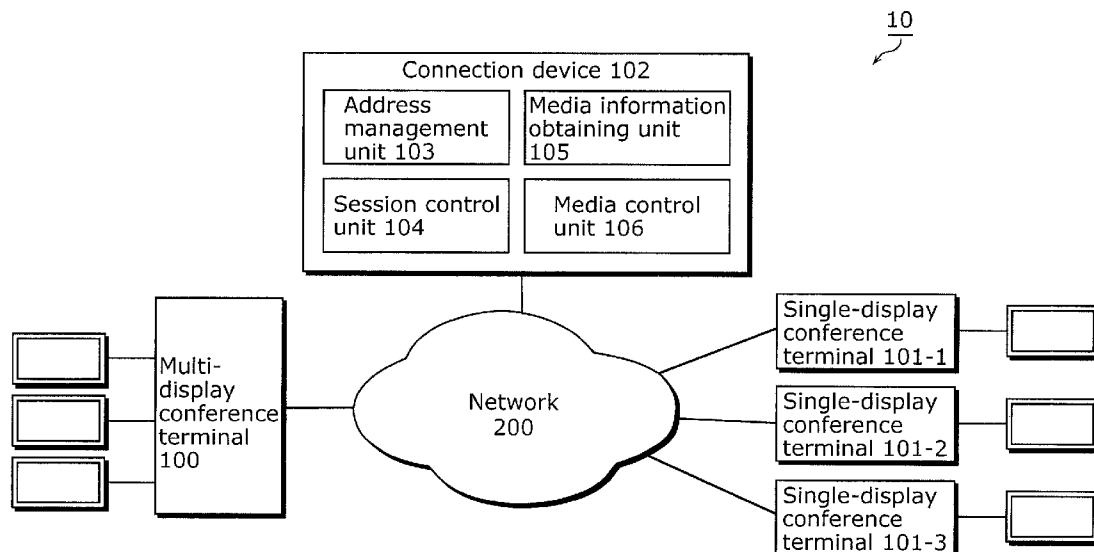 10
Connection device 102
Address
management
unit 103
Media information
obtaining unit
105
Session control
unit 104
Media control
unit 106
Multi-
display
conference
terminal
100
Network
200
Single-display
conference
terminal 101-1
Single-display
conference
terminal 101-2
Single-display
conference
terminal 101-3